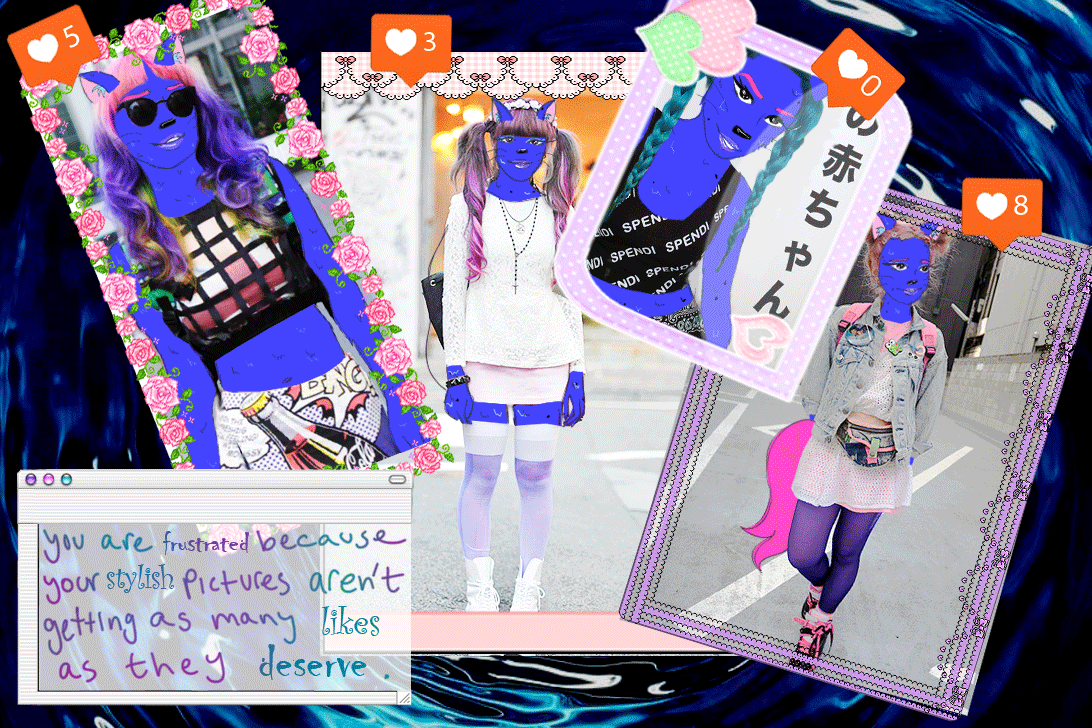 5
3
0
8
の赤ちゃん
SPENDI SPENDI
SPENDI SPENDI
you are frustrated because
your stylish pictures aren't
getting as many likes
as they deserve.